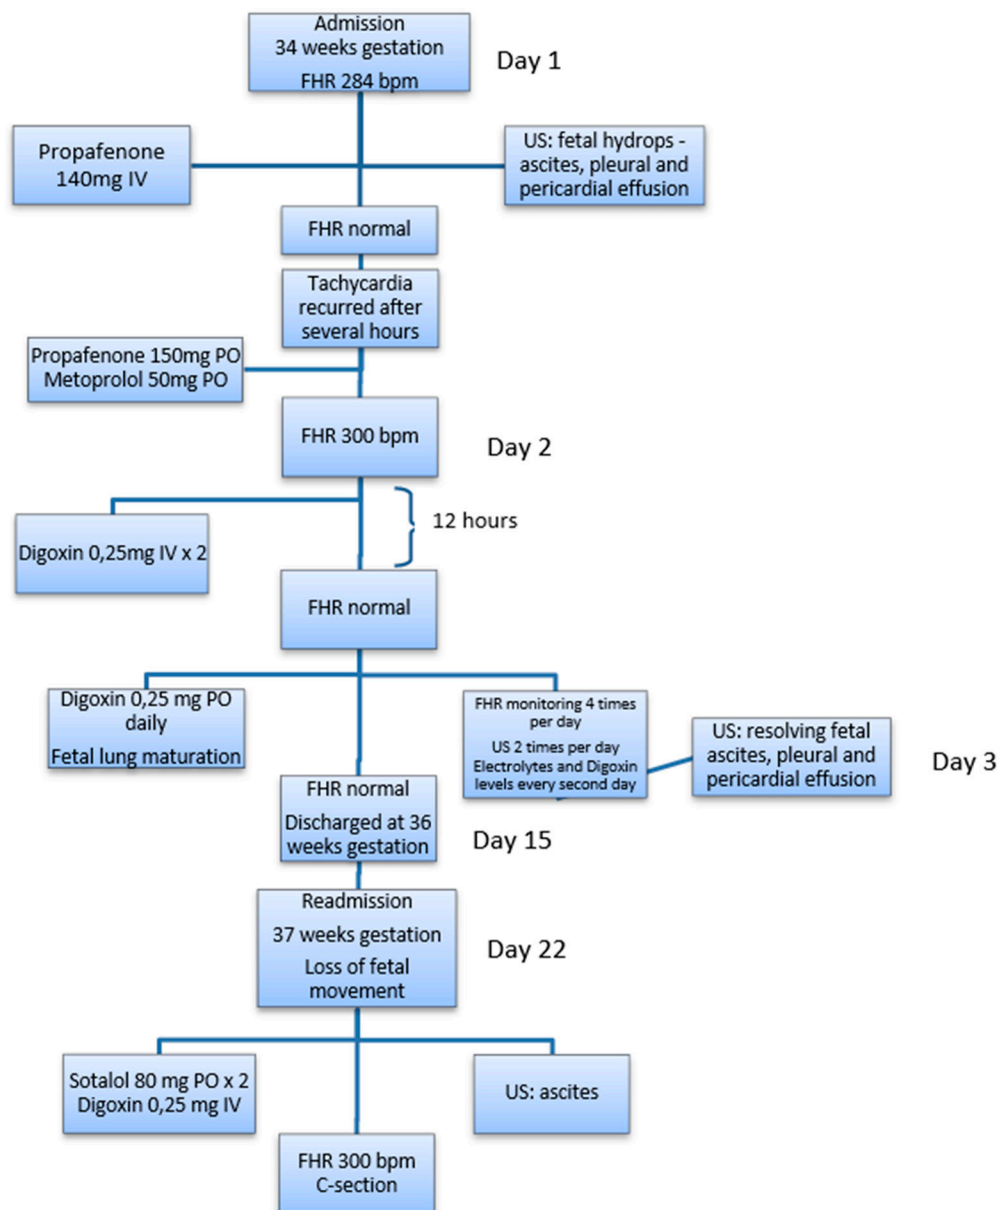 Admission
34 weeks gestation
FHR 284 bpm
Day 1
Propafenone
140mg IV
US: fetal hydrops -
ascites, pleural and
pericardial effusion
FHR normal
Tachycardia
recurred after
several hours
Propafenone 150mg PO
Metoprolol 50mg PO
FHR 300 bpm
Day 2
12 hours
Digoxin 0,25mg IV x 2
FHR normal
Digoxin 0,25 mg PO
daily
Fetal lung maturation
FHR monitoring 4 times
per day
US 2 times per day
Electrolytes and Digoxin
levels every second day
US: resolving fetal
ascites, pleural and
pericardial effusion
Day 3
FHR normal
Discharged at 36
weeks gestation
Day 15
Readmission
37 weeks gestation
Loss of fetal
movement
Day 22
Sotalol 80 mg PO x 2
Digoxin 0,25 mg IV
US: ascites
FHR 300 bpm
C-section